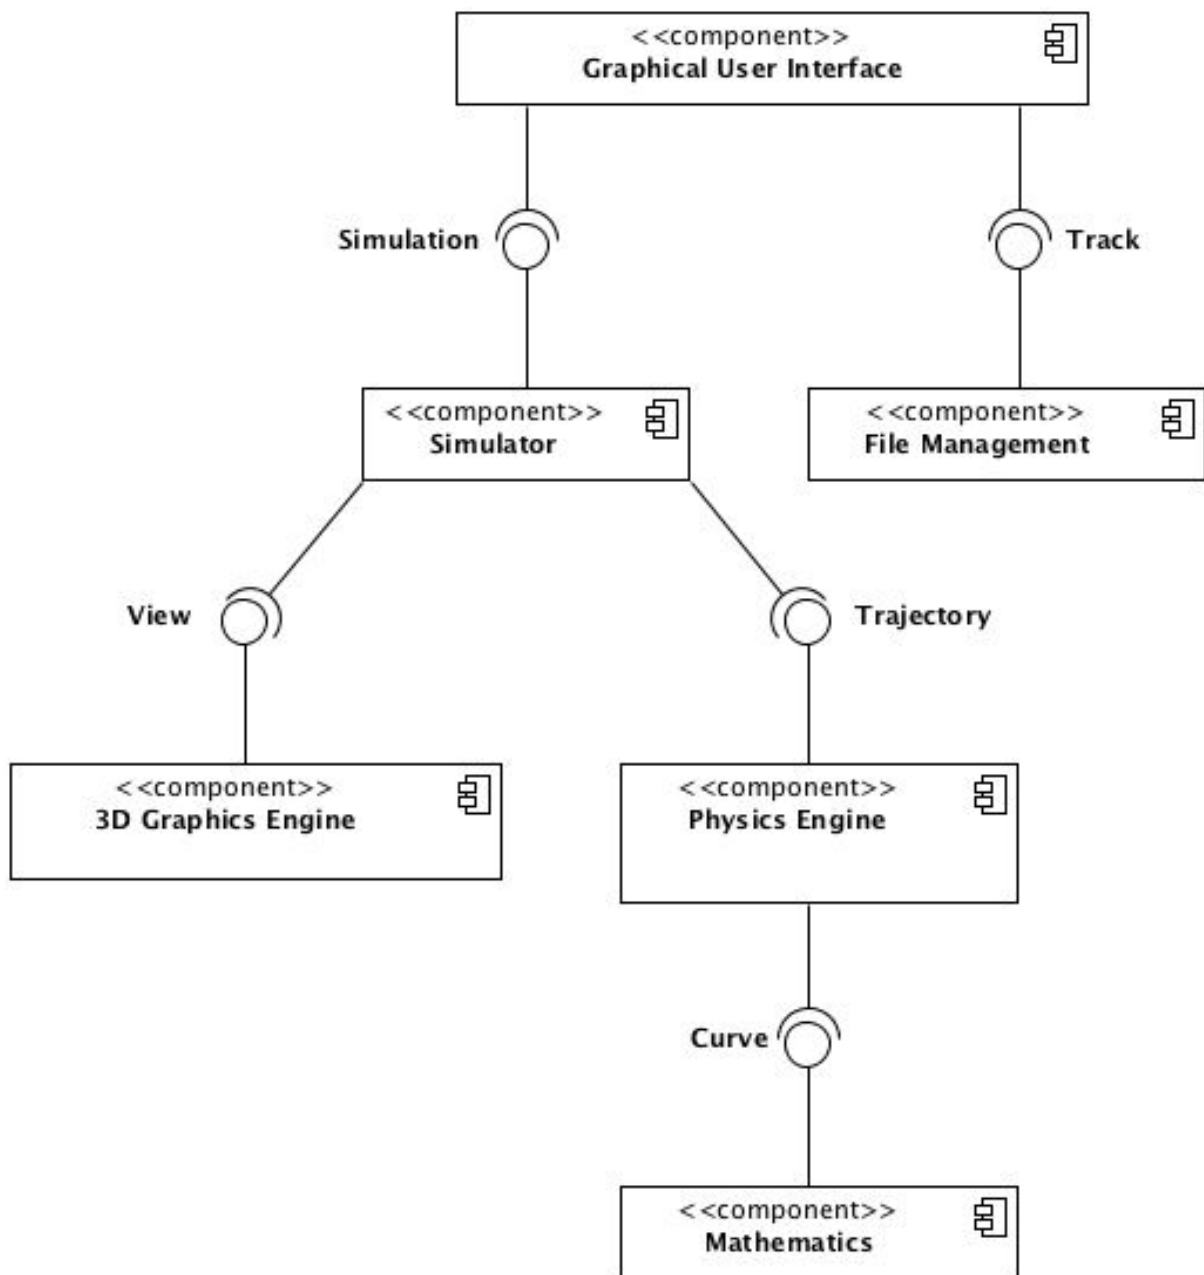 <<component>>
Graphical User Interface
Simulation
Track
<<component>>
Simulator
<<component>>
File Management
View
Trajectory
<<component>>
3D Graphics Engine
<<component>>
Physics Engine
Curve
<<component>>
Mathematics